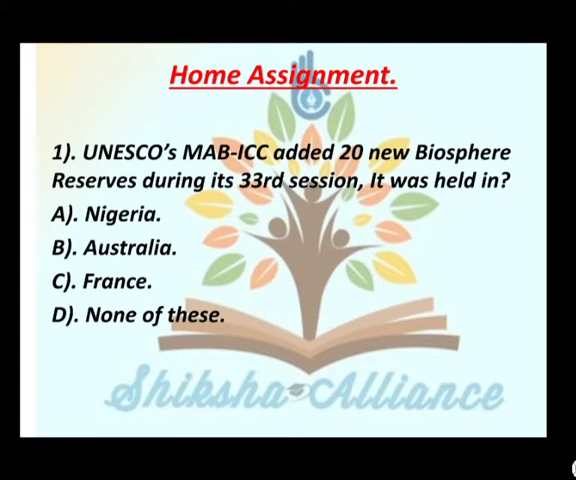 Home Assignment.
1). UNESCO's MAB-ICC added 20 new Biosphere
Reserves during its 33rd session, It was held in?
A). Nigeria.
B). Australia.
C). France.
D). None of these.
Shiksha Alliance